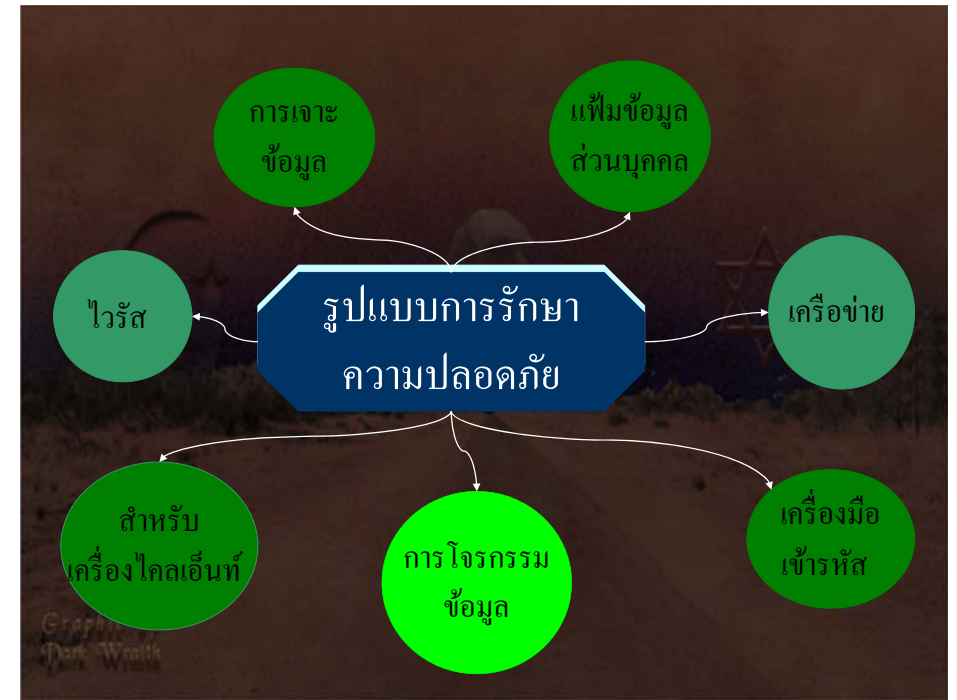 การเจาะ
ข้อมูล
แฟ้มข้อมูล
ส่วนบุคคล
ไวรัส
รูปแบบการรักษา
ความปลอดภัย
เครือข่าย
สำหรับ
เครื่องไคลเอ็นท์
การโจรกรรม
ข้อมูล
เครื่องมือ
เข้ารหัส
Dark Wraith